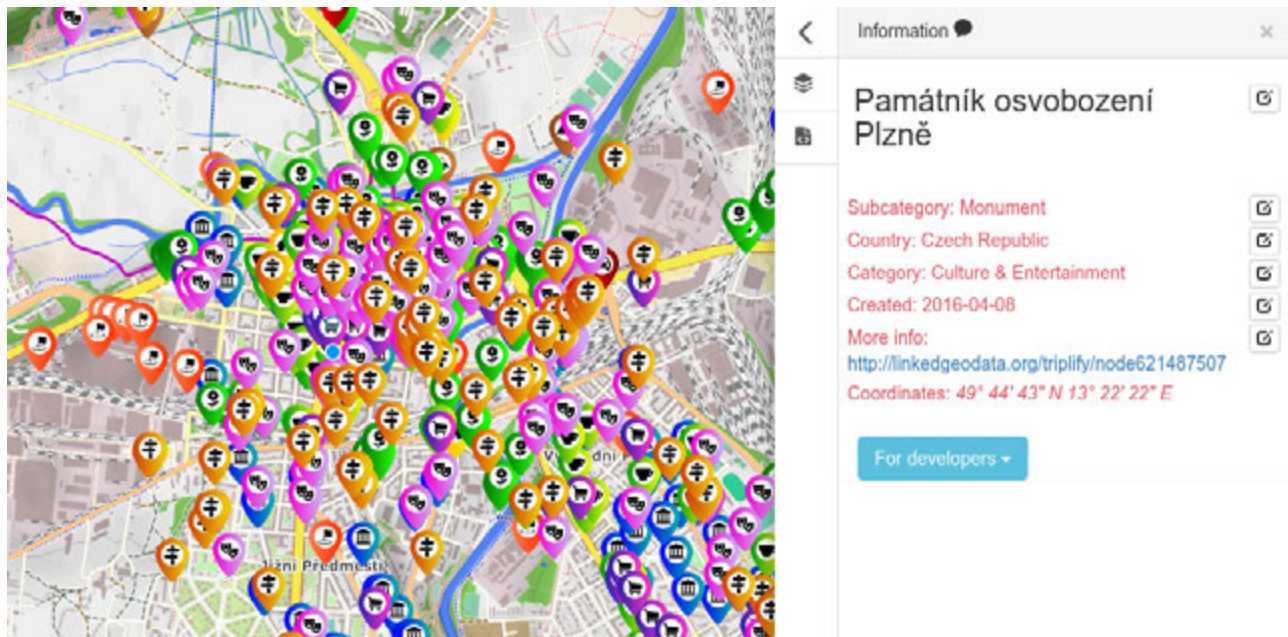 Information
Památník osvobození
Plzně
Subcategory: Monument
Country: Czech Republic
Category: Culture & Entertainment
Created: 2016-04-08
More info:
http://linkedgeodata.org/triplify/node621487507
Coordinates: 49° 44' 43" N 13° 22' 22" E
For developers
Jižní Předměstí